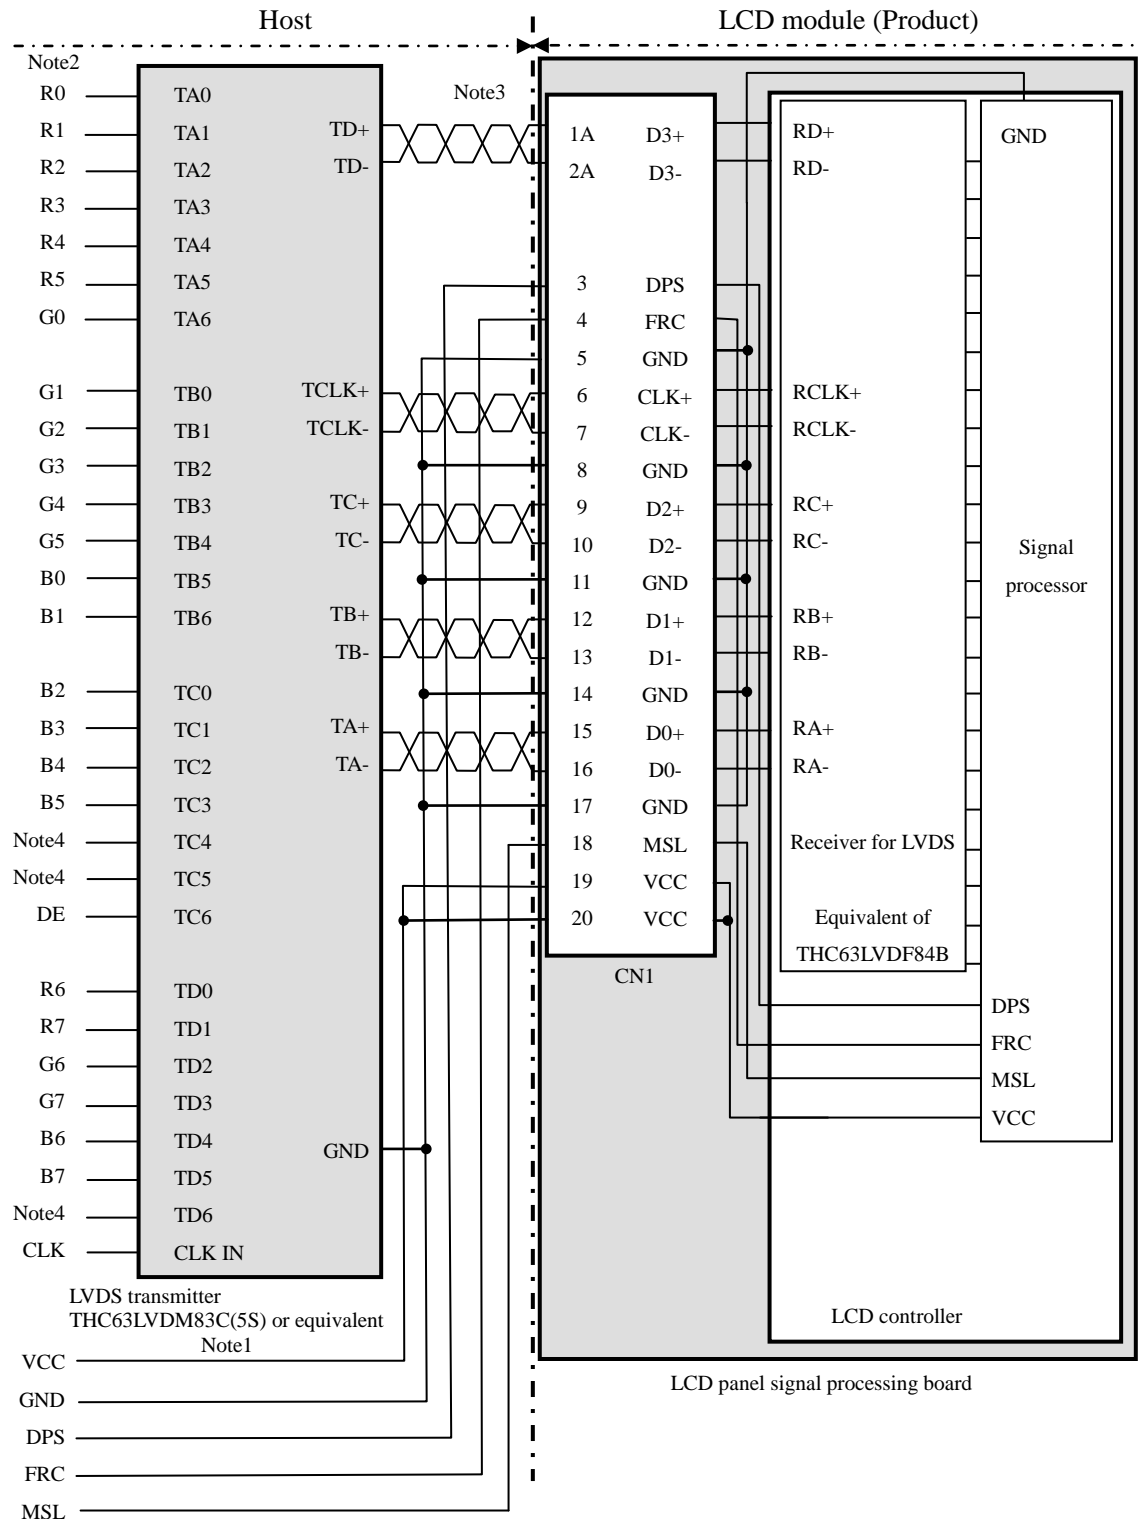 Host
LCD module (Product)
Note2
Note3
R0 TA0
R1 TA1 TD+ 1A D3+ RD+ GND
R2 TA2 TD- 2A D3- RD-
R3 TA3
R4 TA4
R5 TA5 3 DPS
G0 TA6 4 FRC
5 GND
G1 TB0 TCLK+ 6 CLK+ RCLK+
G2 TB1 TCLK- 7 CLK- RCLK-
G3 TB2 8 GND
G4 TB3 TC+ 9 D2+ RC+
G5 TB4 TC- 10 D2- RC- Signal
B0 TB5 11 GND processor
B1 TB6 TB+ 12 D1+ RB+
TB- 13 D1- RB-
B2 TC0 14 GND
B3 TC1 TA+ 15 D0+ RA+
B4 TC2 TA- 16 D0- RA-
B5 TC3 17 GND
Note4 TC4 18 MSL Receiver for LVDS
Note4 TC5 19 VCC
DE TC6 20 VCC Equivalent of
THC63LVDF84B
CN1
R6 TD0 DPS
R7 TD1 FRC
G6 TD2 MSL
G7 TD3 VCC
B6 TD4 GND
B7 TD5
Note4 TD6
CLK CLK IN
LVDS transmitter
THC63LVDM83C(5S) or equivalent
Note1
LCD controller
VCC
LCD panel signal processing board
GND
DPS
FRC
MSL